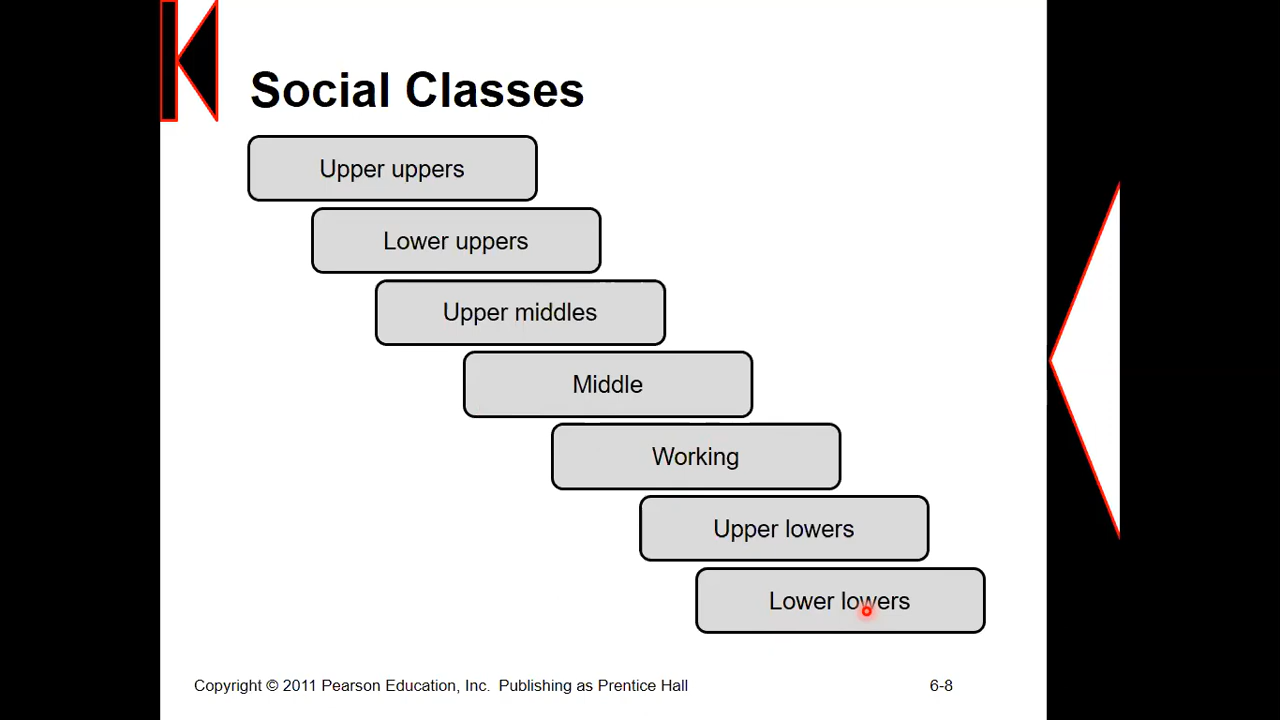 Social Classes
Upper uppers
Lower uppers
Upper middles
Middle
Working
Upper lowers
Lower lowers
Copyright © 2011 Pearson Education, Inc.  Publishing as Prentice Hall
6-8